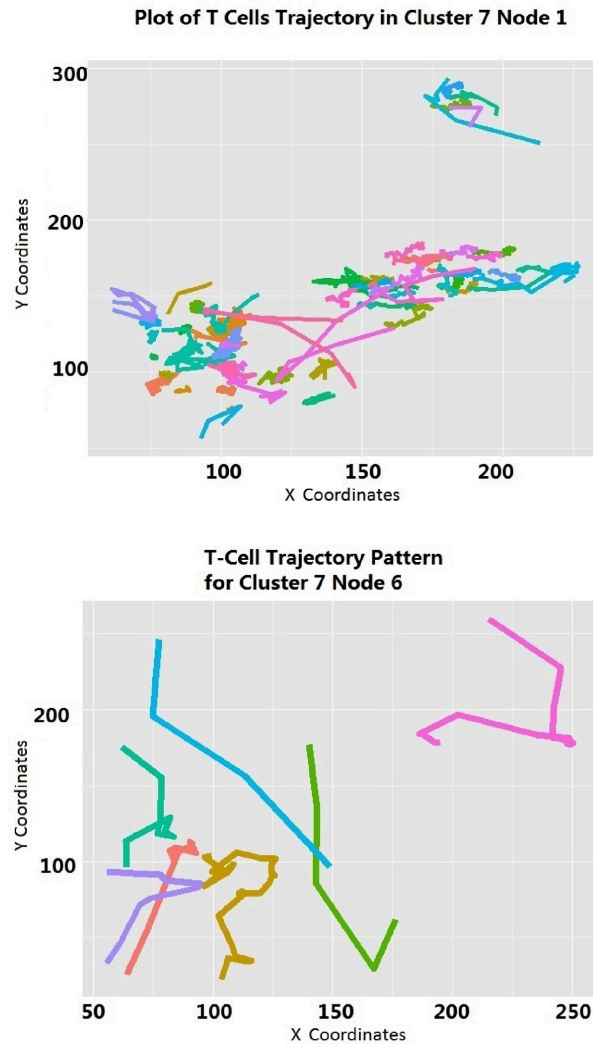 Plot of T Cells Trajectory in Cluster 7 Node 1
300
200
100
Y Coordinates
100 150 200
X Coordinates
T-Cell Trajectory Pattern
for Cluster 7 Node 6
200
100
Y Coordinates
50 100 150 200 250
X Coordinates